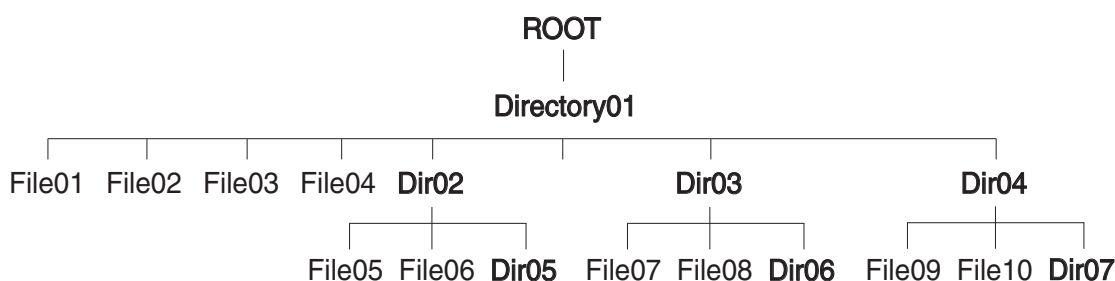 ROOT
Directory01
File01 File02 File03 File04 Dir02 Dir03 Dir04
File05 File06 Dir05 File07 File08 Dir06 File09 File10 Dir07